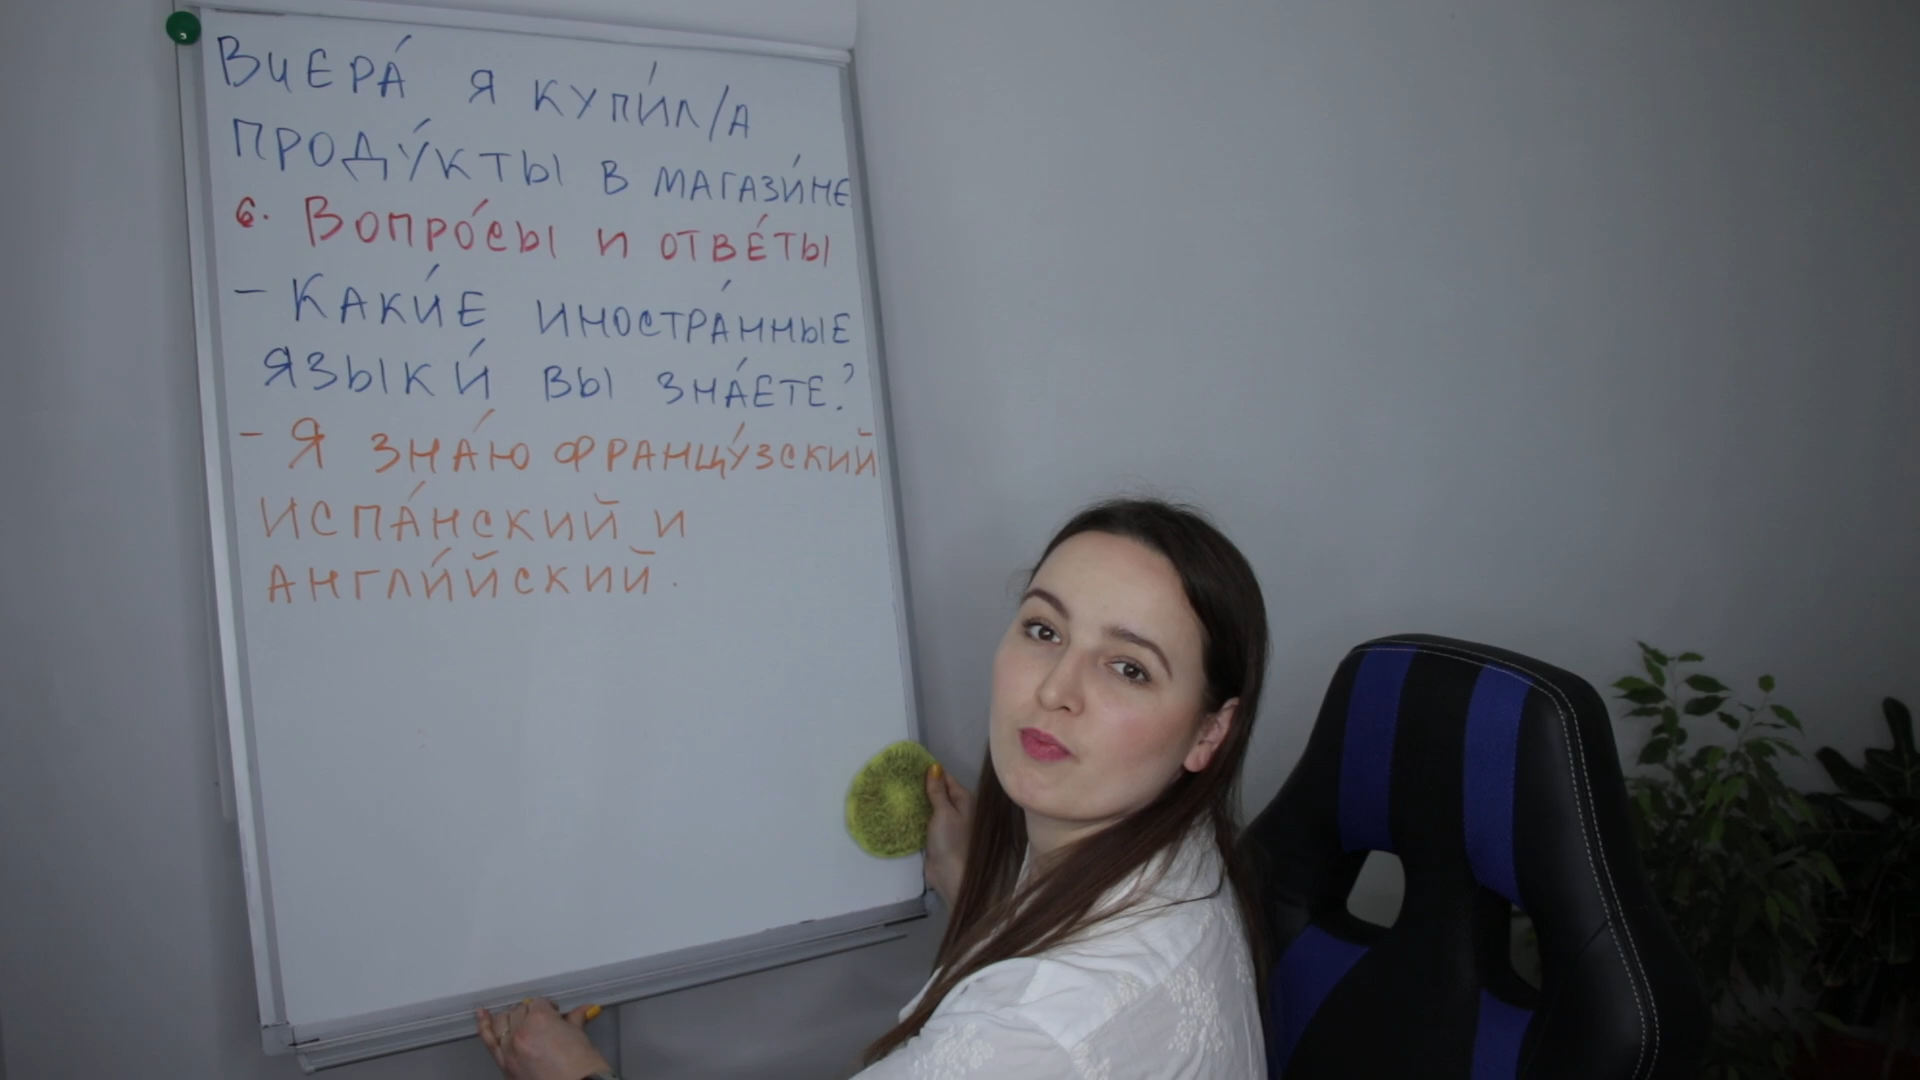 Вчера́ я купи́л/а
проду́кты в магази́не
6. Вопро́сы и отве́ты
- Каки́е иностра́нные
языки́ вы зна́ете?
- Я зна́ю францу́зский
испа́нский и
англи́йский.